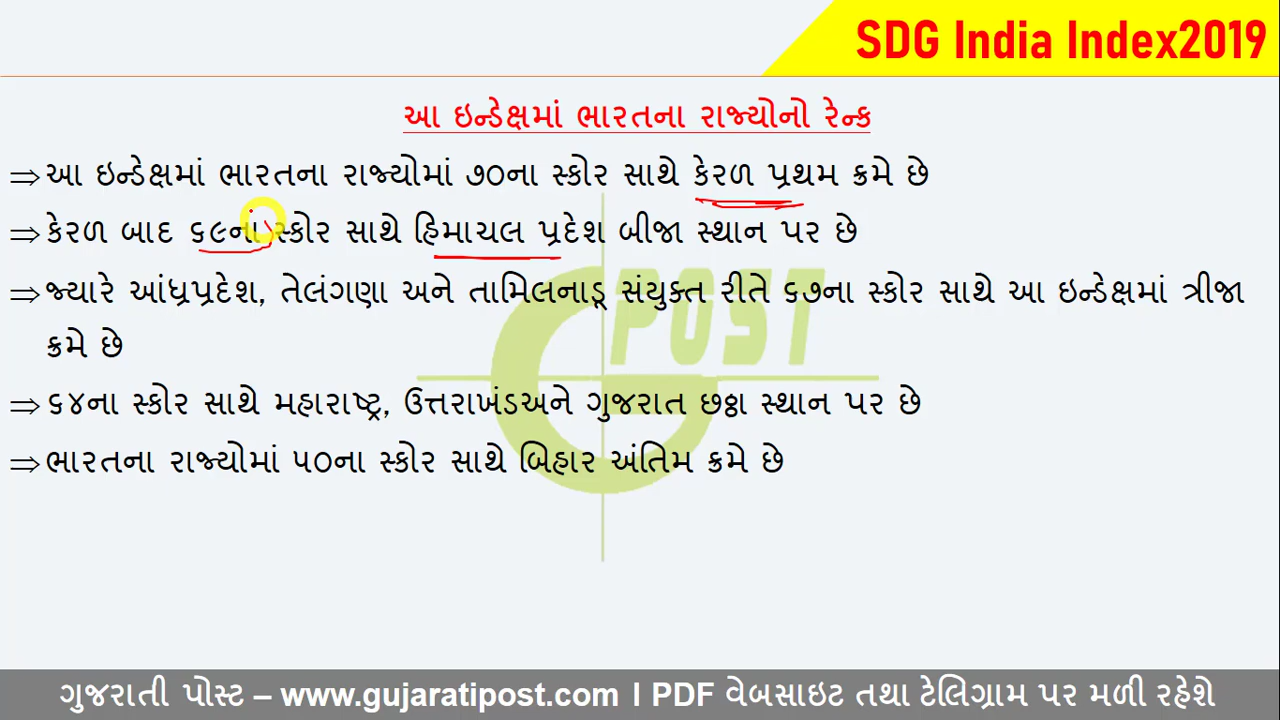 SDG India Index2019
આ ઇન્ડેક્ષમાં ભારતના રાજ્યોનો રેન્ક
⇒ આ ઇન્ડેક્ષમાં ભારતના રાજ્યોમાં ૭૦ના સ્કોર સાથે કેરળ પ્રથમ ક્રમે છે
⇒ કેરળ બાદ ૬૯નાં સ્કોર સાથે હિમાચલ પ્રદેશ બીજા સ્થાન પર છે
⇒ જ્યારે આંધ્રપ્રદેશ, તેલંગણા અને તામિલનાડૂ સંયુક્ત રીતે ૬૭ના સ્કોર સાથે આ ઇન્ડેક્ષમાં ત્રીજા
ક્રમે છે
⇒ ૬૪ના સ્કોર સાથે મહારાષ્ટ્ર, ઉત્તરાખંડઅને ગુજરાત છઠ્ઠા સ્થાન પર છે
⇒ ભારતના રાજ્યોમાં ૫૦ના સ્કોર સાથે બિહાર અંતિમ ક્રમે છે
POST
ગુજરાતી પોસ્ટ – www.gujaratipost.com I PDF વેબસાઇટ તથા ટેલિગ્રામ પર મળી રહેશે